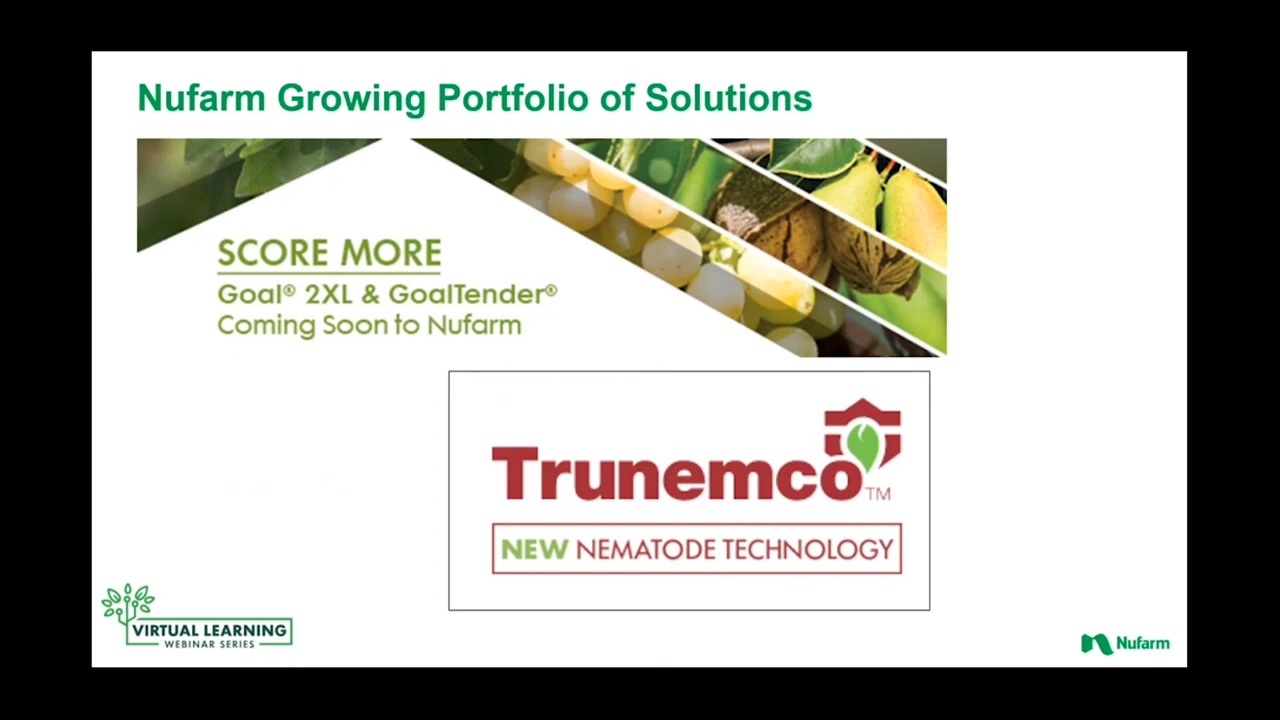 Nufarm Growing Portfolio of Solutions
SCORE MORE
Goal® 2XL & GoalTender®
Coming Soon to Nufarm
Trunemco™
NEW NEMATODE TECHNOLOGY
VIRTUAL LEARNING
WEBINAR SERIES
Nufarm